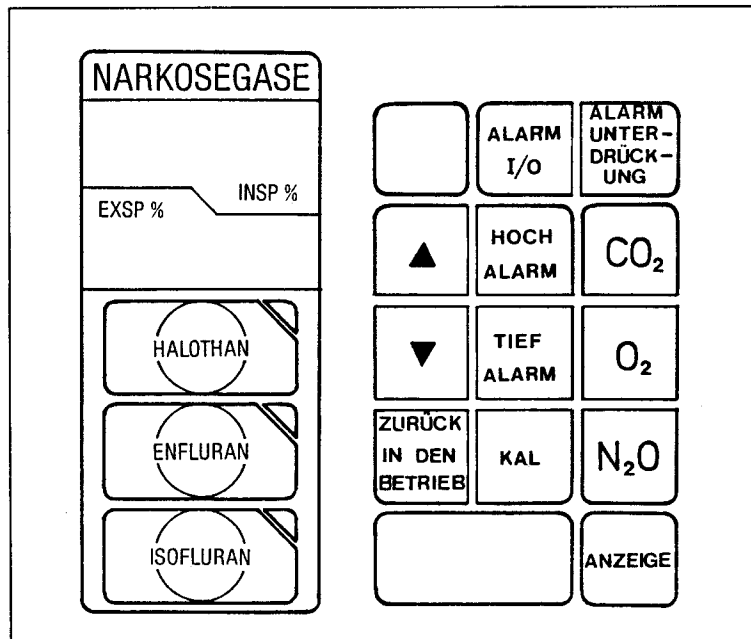 NARKOSEGASE
EXSP %
INSP %
HALOTHAN
ENFLURAN
ISOFLURAN
ALARM
I/O
ALARM
UNTER-
DRÜCK-
UNG
▲
HOCH
ALARM
CO₂
▼
TIEF
ALARM
O₂
ZURÜCK
IN DEN
BETRIEB
KAL
N₂O
ANZEIGE